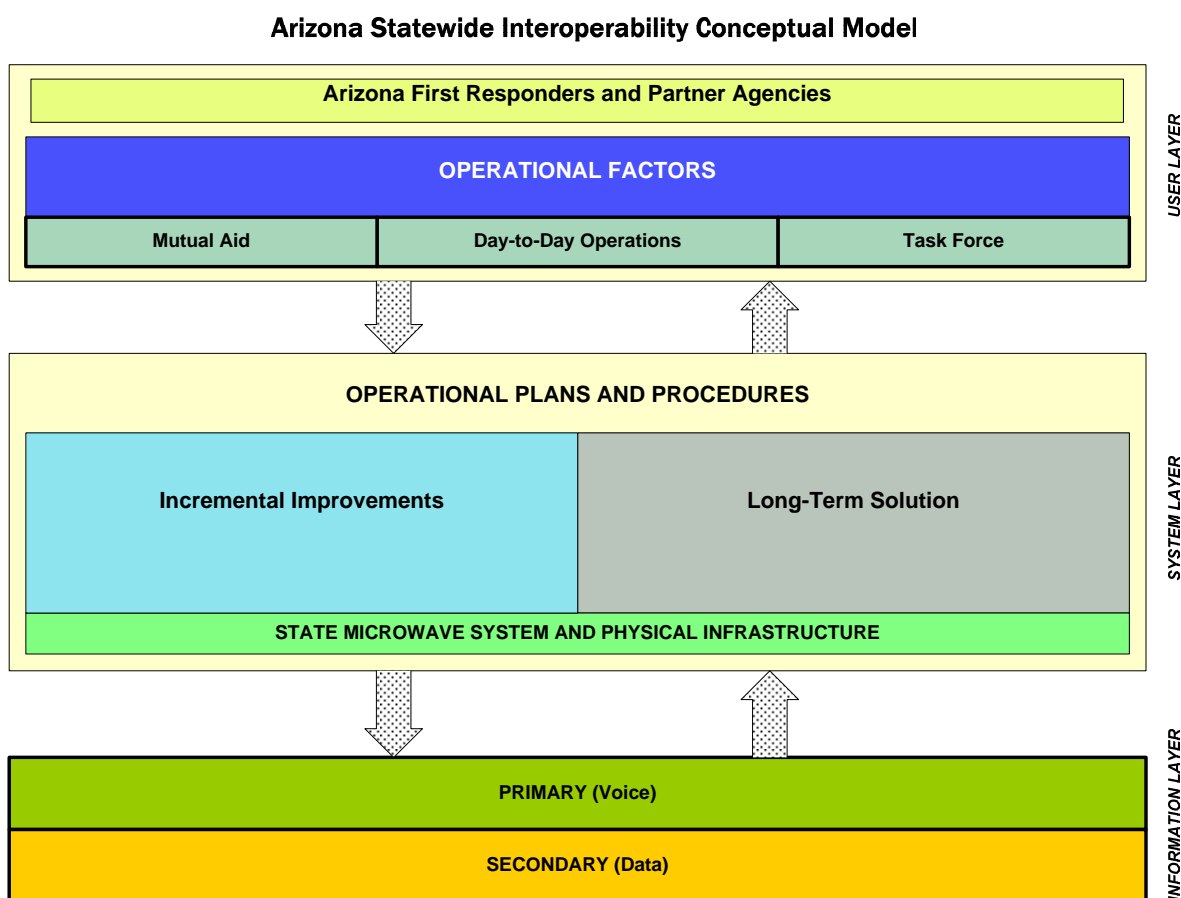 Arizona Statewide Interoperability Conceptual Model
Arizona First Responders and Partner Agencies
OPERATIONAL FACTORS
Mutual Aid
Day-to-Day Operations
Task Force
USER LAYER
OPERATIONAL PLANS AND PROCEDURES
Incremental Improvements
Long-Term Solution
STATE MICROWAVE SYSTEM AND PHYSICAL INFRASTRUCTURE
SYSTEM LAYER
PRIMARY (Voice)
SECONDARY (Data)
INFORMATION LAYER